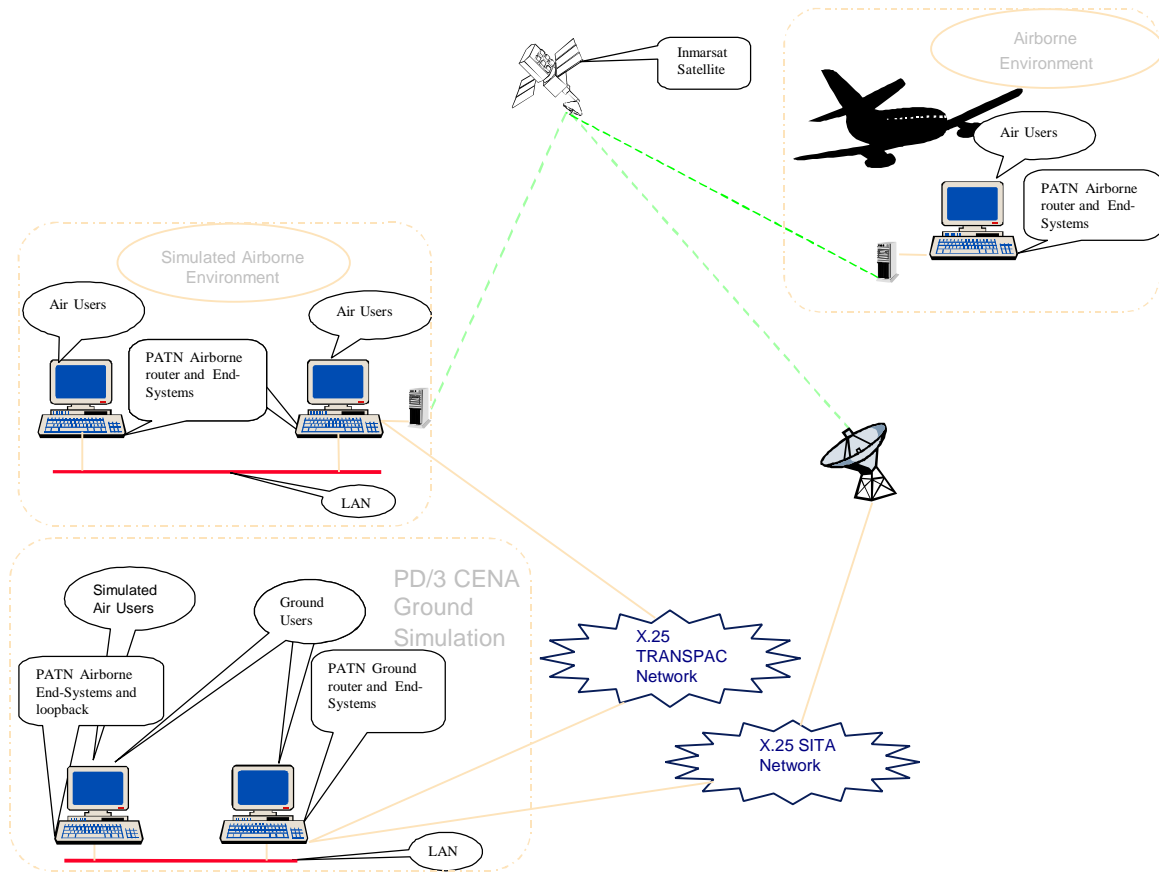 Inmarsat
Satellite
Airborne
Environment
Air Users
PATN Airborne
router and End-
Systems
Simulated Airborne
Environment
Air Users
Air Users
PATN Airborne
router and End-
Systems
LAN
PD/3 CENA
Ground
Simulation
Simulated
Air Users
Ground
Users
PATN Airborne
End-Systems and
loopback
PATN Ground
router and End-
Systems
LAN
X.25
TRANSPAC
Network
X.25 SITA
Network